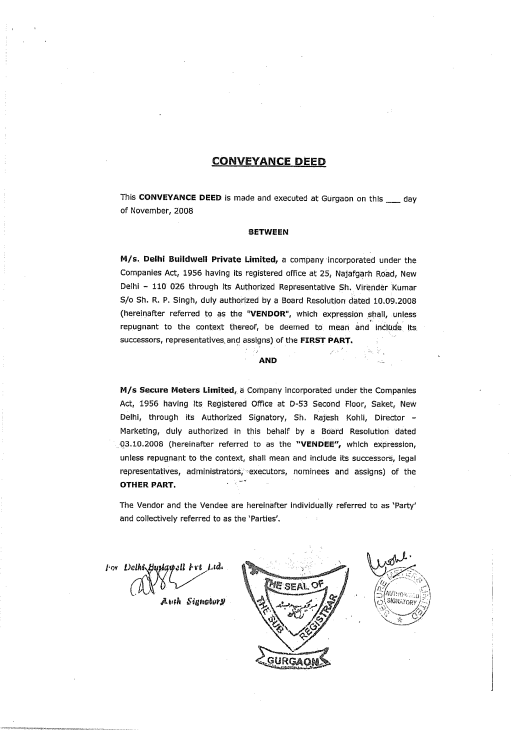 CONVEYANCE DEED
This CONVEYANCE DEED is made and executed at Gurgaon on this ___ day
of November, 2008
BETWEEN
M/s. Delhi Buildwell Private Limited, a company incorporated under the
Companies Act, 1956 having its registered office at 25, Najafgarh Road, New
Delhi – 110 026 through its Authorized Representative Sh. Virender Kumar
S/o Sh. R. P. Singh, duly authorized by a Board Resolution dated 10.09.2008
(hereinafter referred to as the "VENDOR", which expression shall, unless
repugnant to the context thereof, be deemed to mean and include its
successors, representatives and assigns) of the FIRST PART.
AND
M/s Secure Meters Limited, a Company incorporated under the Companies
Act, 1956 having its Registered Office at D-53 Second Floor, Saket, New
Delhi, through its Authorized Signatory, Sh. Rajesh Kohli, Director –
Marketing, duly authorized in this behalf by a Board Resolution dated
03.10.2008 (hereinafter referred to as the "VENDEE", which expression,
unless repugnant to the context, shall mean and include its successors, legal
representatives, administrators, executors, nominees and assigns) of the
OTHER PART.
The Vendor and the Vendee are hereinafter individually referred to as 'Party'
and collectively referred to as the 'Parties'.
For Delhi Buildwell Pvt Ltd.
Auth Signatory
THE SEAL OF
THE SUB REGISTRAR
GURGAON
SECURE METERS LIMITED
AUTHORISED
SIGNATORY